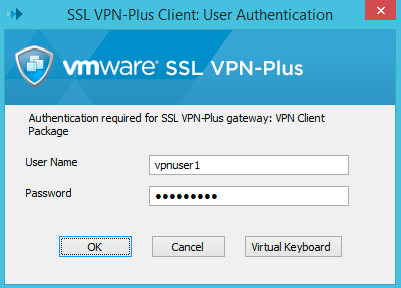 SSL VPN-Plus Client: User Authentication
vmware® SSL VPN-Plus
Authentication required for SSL VPN-Plus gateway: VPN Client
Package
User Name vpnuser1
Password •••••••••
OK Cancel Virtual Keyboard